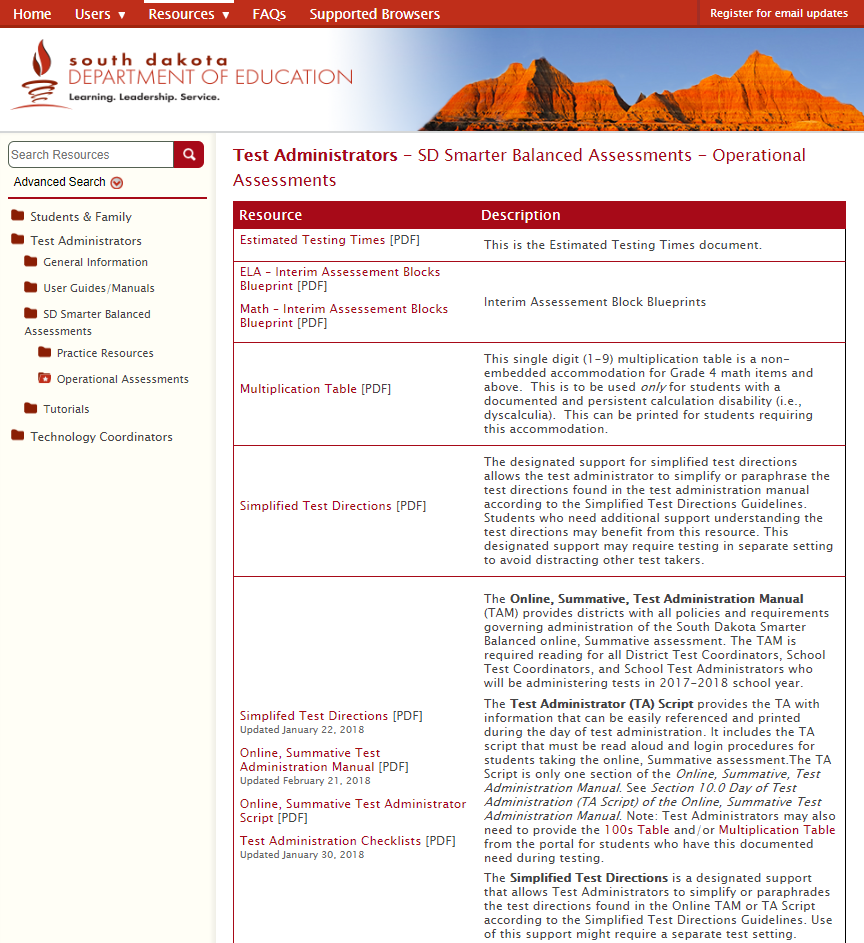 Home Users ▼ Resources ▼ FAQs Supported Browsers Register for email updates
south dakota
DEPARTMENT OF EDUCATION
Learning. Leadership. Service.
Search Resources
Advanced Search
Students & Family
Test Administrators
General Information
User Guides/Manuals
SD Smarter Balanced
Assessments
Practice Resources
Operational Assessments
Tutorials
Technology Coordinators
Test Administrators - SD Smarter Balanced Assessments - Operational
Assessments
Resource Description
Estimated Testing Times [PDF]
This is the Estimated Testing Times document.
ELA - Interim Assessement Blocks
Blueprint [PDF]
Math - Interim Assessement Blocks
Blueprint [PDF]
Interim Assessement Block Blueprints
Multiplication Table [PDF]
This single digit (1-9) multiplication table is a non-
embedded accommodation for Grade 4 math items and
above. This is to be used only for students with a
documented and persistent calculation disability (i.e.,
dyscalculia). This can be printed for students requiring
this accommodation.
Simplified Test Directions [PDF]
The designated support for simplified test directions
allows the test administrator to simplify or paraphrase the
test directions found in the test administration manual
according to the Simplified Test Directions Guidelines.
Students who need additional support understanding the
test directions may benefit from this resource. This
designated support may require testing in separate setting
to avoid distracting other test takers.
Simplifed Test Directions [PDF]
Updated January 22, 2018
Online, Summative Test
Administration Manual [PDF]
Updated February 21, 2018
Online, Summative Test Administrator
Script [PDF]
Test Administration Checklists [PDF]
Updated January 30, 2018
The Online, Summative, Test Administration Manual
(TAM) provides districts with all policies and requirements
governing administration of the South Dakota Smarter
Balanced online, Summative assessment. The TAM is
required reading for all District Test Coordinators, School
Test Coordinators, and School Test Administrators who
will be administering tests in 2017-2018 school year.
The Test Administrator (TA) Script provides the TA with
information that can be easily referenced and printed
during the day of test administration. It includes the TA
script that must be read aloud and login procedures for
students taking the online, Summative assessment.The TA
Script is only one section of the Online, Summative, Test
Administration Manual. See Section 10.0 Day of Test
Administration (TA Script) of the Online, Summative Test
Administration Manual. Note: Test Administrators may also
need to provide the 100s Table and/or Multiplication Table
from the portal for students who have this documented
need during testing.
The Simplified Test Directions is a designated support
that allows Test Administrators to simplify or paraphrades
the test directions found in the Online TAM or TA Script
according to the Simplified Test Directions Guidelines. Use
of this support might require a separate test setting.